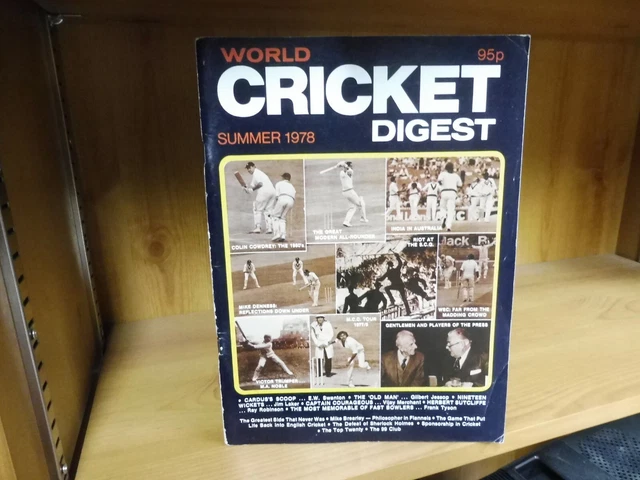 WORLD
95p
CRICKET
SUMMER 1978
DIGEST
COLIN COWDREY: THE 1950's
THE GREAT
MODERN ALL-ROUNDERS
INDIA IN AUSTRALIA
MIKE DENNESS:
REFLECTIONS DOWN UNDER
RIOT AT
THE S.C.G.
WSC: FAR FROM THE
MADDING CROWD
VICTOR TRUMPER
M.A. NOBLE
M.C.C. TOUR
1977/8
GENTLEMEN AND PLAYERS OF THE PRESS
• CARDUS'S SCOOP ... E.W. Swanton • THE 'OLD MAN' ... Gilbert Jessop • NINETEEN
WICKETS ... Jim Laker • CAPTAIN COURAGEOUS ... Vijay Merchant • HERBERT SUTCLIFFE
... Ray Robinson • THE MOST MEMORABLE OF FAST BOWLERS ... Frank Tyson
The Greatest Side That Never Was • Mike Brearley — Philosopher in Flannels • The Game That Put
Life Back into English Cricket • The Defeat of Sherlock Holmes • Sponsorship in Cricket
• The Top Twenty • The 99 Club